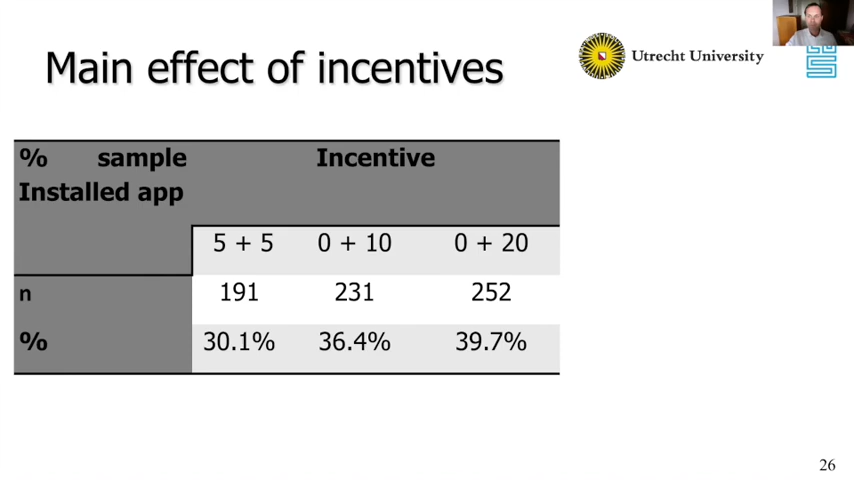 Main effect of incentives
Utrecht University
% sample Incentive
Installed app
5 + 5 0 + 10 0 + 20
n 191 231 252
% 30.1% 36.4% 39.7%
26